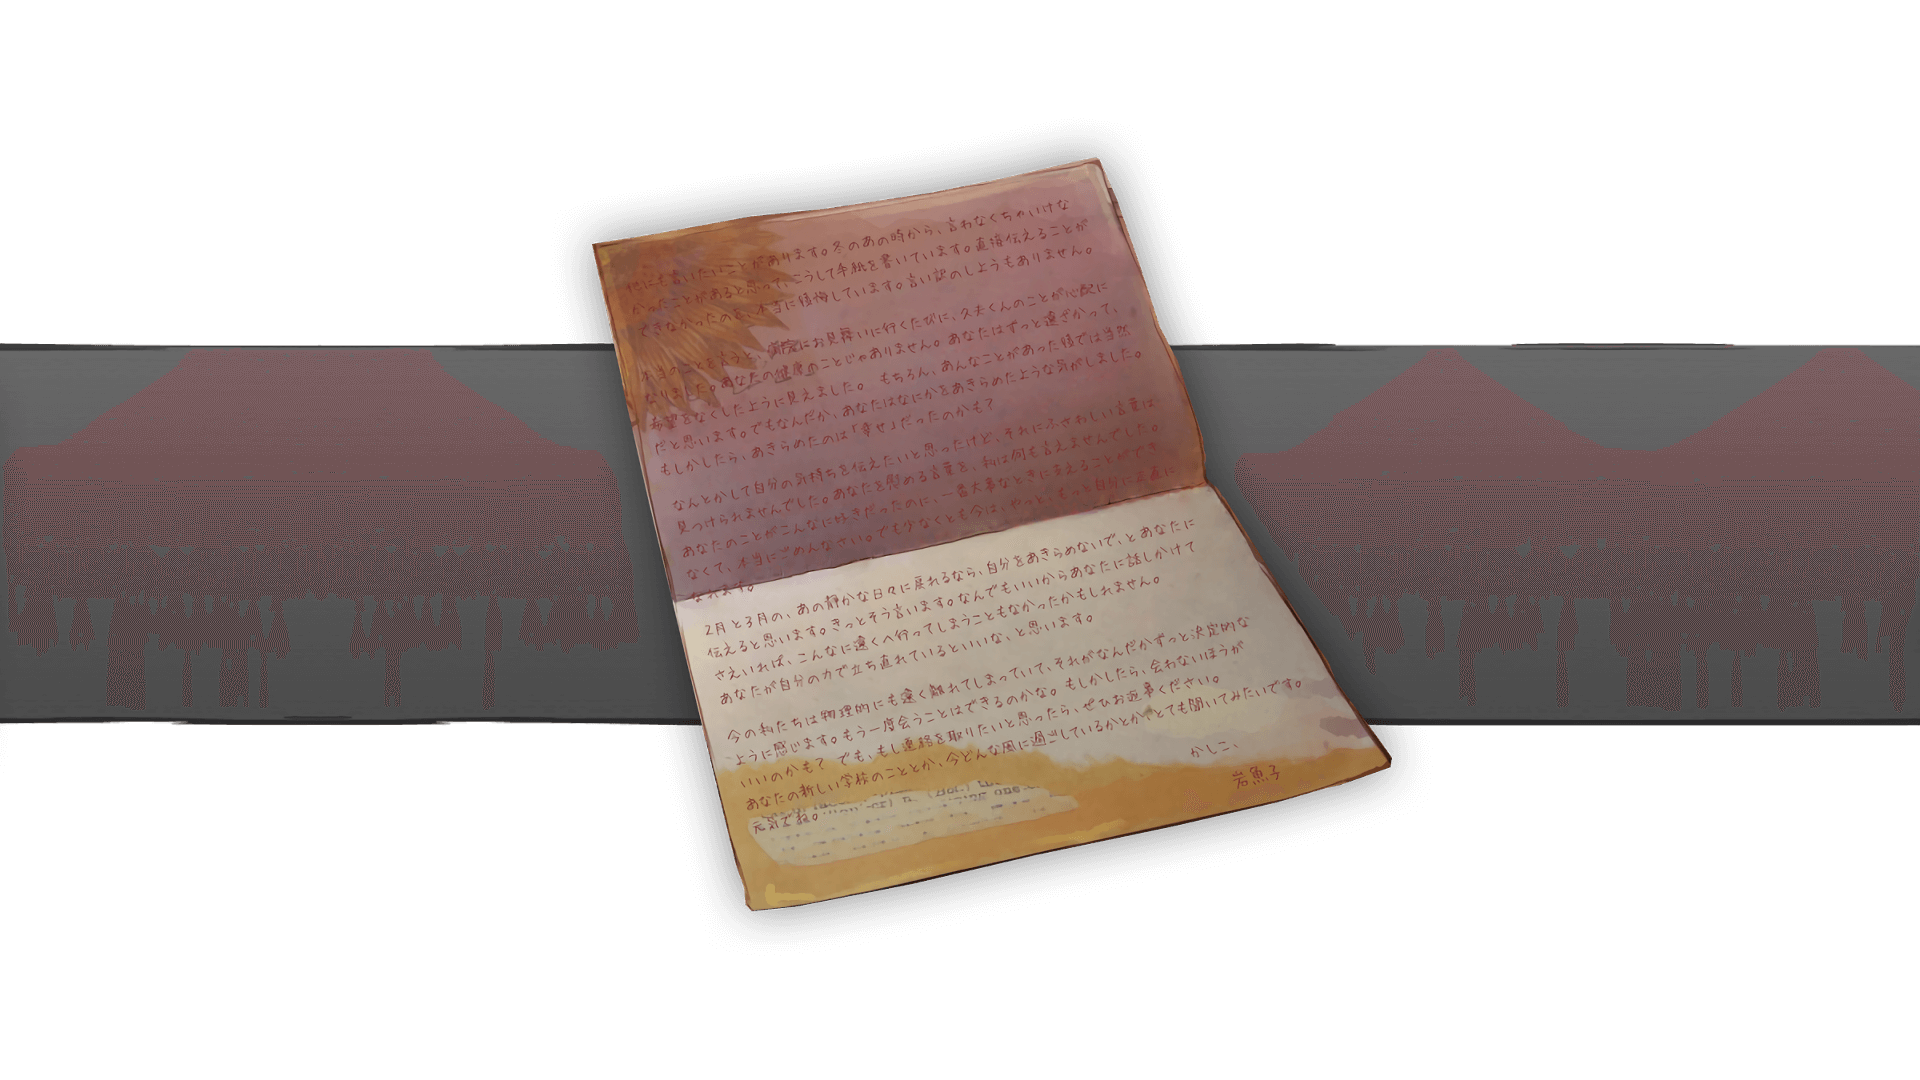 他にも言いたいことがあります。冬のあの時から、言わなくちゃいけな
かったことがあると思って、こうして手紙を書いています。直接伝えることが
できなかったのを、本当に後悔しています。言い訳のしようもありません。
本当のことを言うと、病院にお見舞いに行くたびに、久夫くんのことが心配に
なりました。あなたの健康のことじゃありません。あなたはずっと遠ざかって、
希望をなくしたように見えました。 もちろん、あんなことがあった後では当然
だと思います。でもなんだか、あなたはなにかをあきらめたような気がしました。
もしかしたら、あきらめたのは「幸せ」だったのかも?
なんとかして自分の気持ちを伝えたいと思ったけど、それにふさわしい言葉は
見つけられませんでした。あなたを慰める言葉を、私は何も言えませんでした。
あなたのことがこんなに好きだったのに、一番大事なときに支えることができ
なくて、本当にごめんなさい。でも少なくとも今は、やっと、もっと自分に正直に
なれます。
2月と3月の、あの静かな日々に戻れるなら、自分をあきらめないで、とあなたに
伝えると思います。きっとそう言います。なんでもいいからあなたに話しかけて
さえいれば、こんなに遠くへ行ってしまうこともなかったかもしれません。
あなたが自分の力で立ち直れているといいな、と思います。
今の私たちは物理的にも遠く離れてしまっていて、それがなんだかずっと決定的な
ように感じます。もう一度会うことはできるのかな。もしかしたら、会わないほうが
いいのかも? でも、もし連絡を取りたいと思ったら、ぜひお返事ください。
あなたの新しい学校のこととか、今どんな風に過ごしているかとか、とても聞いてみたいです。
元気でね。
かしこ、
岩魚子